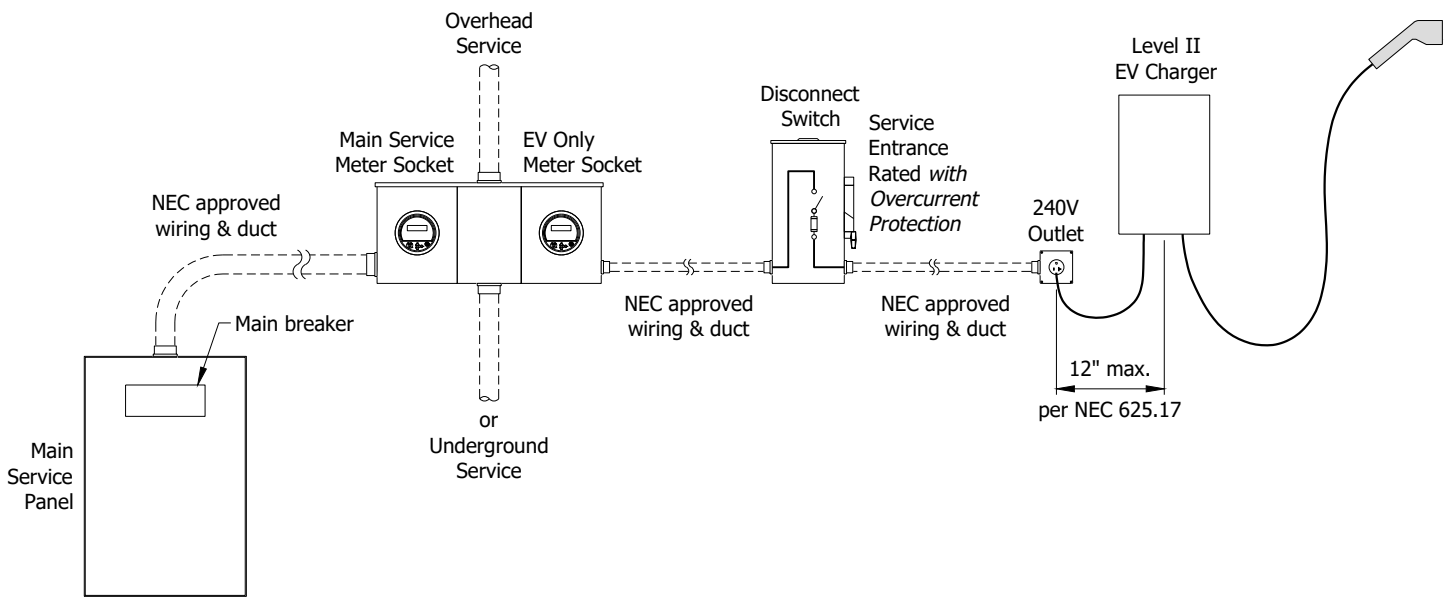 Overhead
Service
Level II
EV Charger
Disconnect
Switch
Service
Entrance
Rated with
Overcurrent
Protection
Main Service
Meter Socket
EV Only
Meter Socket
NEC approved
wiring & duct
240V
Outlet
NEC approved
wiring & duct
NEC approved
wiring & duct
Main breaker
12" max.
per NEC 625.17
or
Underground
Service
Main
Service
Panel